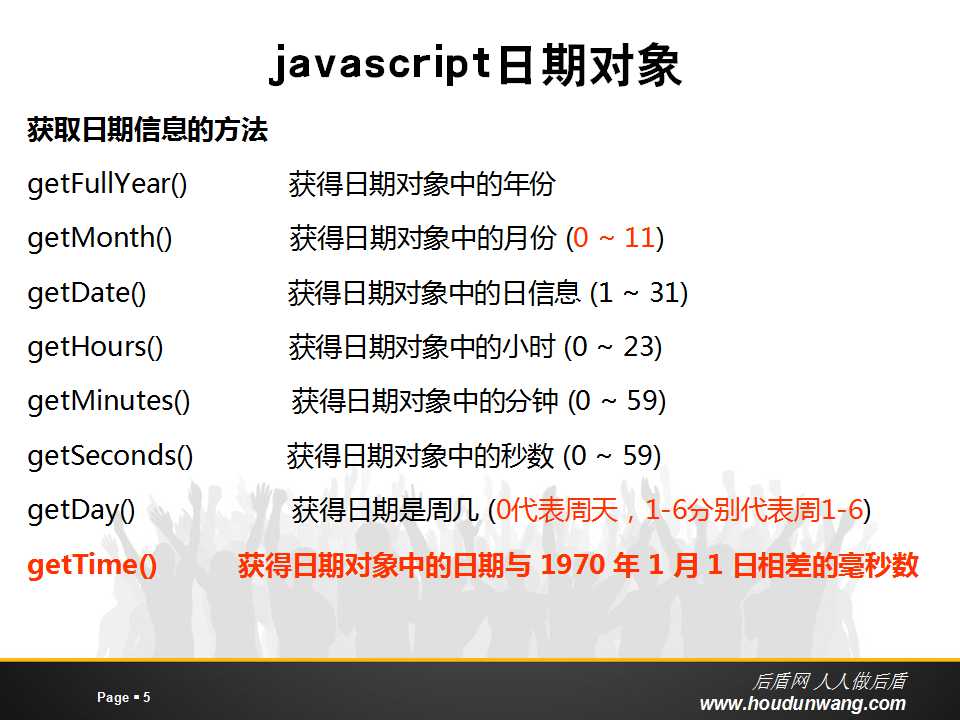 javascript日期对象
获取日期信息的方法
getFullYear() 获得日期对象中的年份
getMonth() 获得日期对象中的月份 (0 ~ 11)
getDate() 获得日期对象中的日信息 (1 ~ 31)
getHours() 获得日期对象中的小时 (0 ~ 23)
getMinutes() 获得日期对象中的分钟 (0 ~ 59)
getSeconds() 获得日期对象中的秒数 (0 ~ 59)
getDay() 获得日期是周几 (0代表周天，1-6分别代表周1-6)
getTime() 获得日期对象中的日期与 1970 年 1 月 1 日相差的毫秒数
Page ▪ 5
后盾网 人人做后盾
www.houdunwang.com